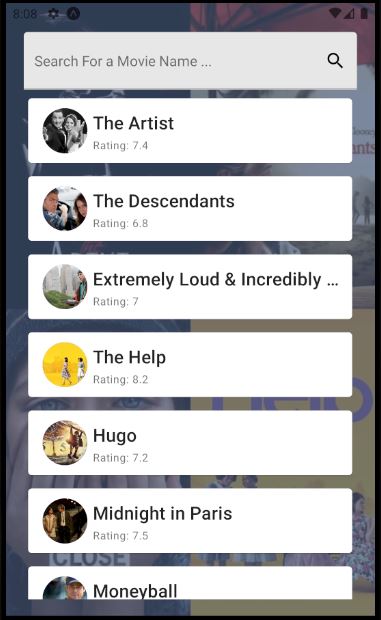 8:08
Search For a Movie Name ...
The Artist
Rating: 7.4
The Descendants
Rating: 6.8
Extremely Loud & Incredibly ...
Rating: 7
The Help
Rating: 8.2
Hugo
Rating: 7.2
Midnight in Paris
Rating: 7.5
CLOSE
Moneyball